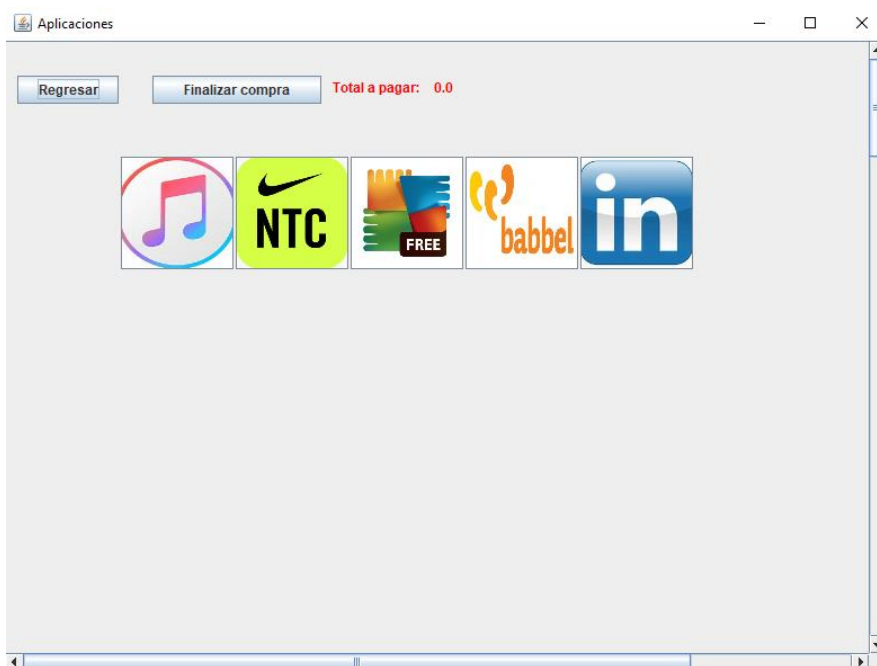 Aplicaciones
Regresar
Finalizar compra
Total a pagar: 0.0
NTC
FREE
babbel
in